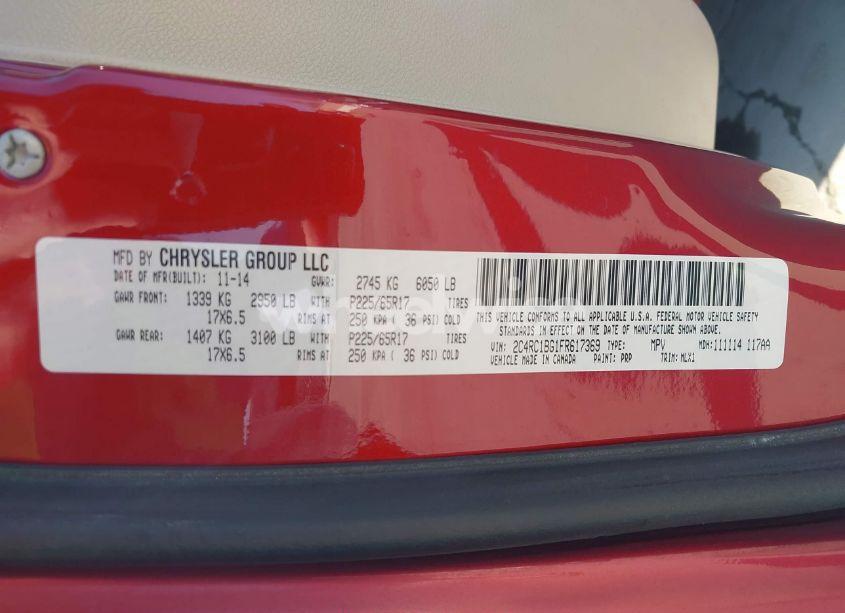 MFD BY CHRYSLER GROUP LLC
DATE OF MFR(BUILT): 11-14 GVWR: 2745 KG 6050 LB
GAWR FRONT: 1339 KG 2950 LB WITH P225/65R17 TIRES
17X6.5 RIMS AT 250 KPA ( 36 PSI) COLD
GAWR REAR: 1407 KG 3100 LB WITH P225/65R17 TIRES
17X6.5 RIMS AT 250 KPA ( 36 PSI) COLD
THIS VEHICLE CONFORMS TO ALL APPLICABLE U.S.A. FEDERAL MOTOR VEHICLE SAFETY
STANDARDS IN EFFECT ON THE DATE OF MANUFACTURE SHOWN ABOVE.
VIN: 2C4RC1BG1FR617369 TYPE: MPV MDH:111114 117AA
VEHICLE MADE IN CANADA PAINT: PRP TRIM: MLX1